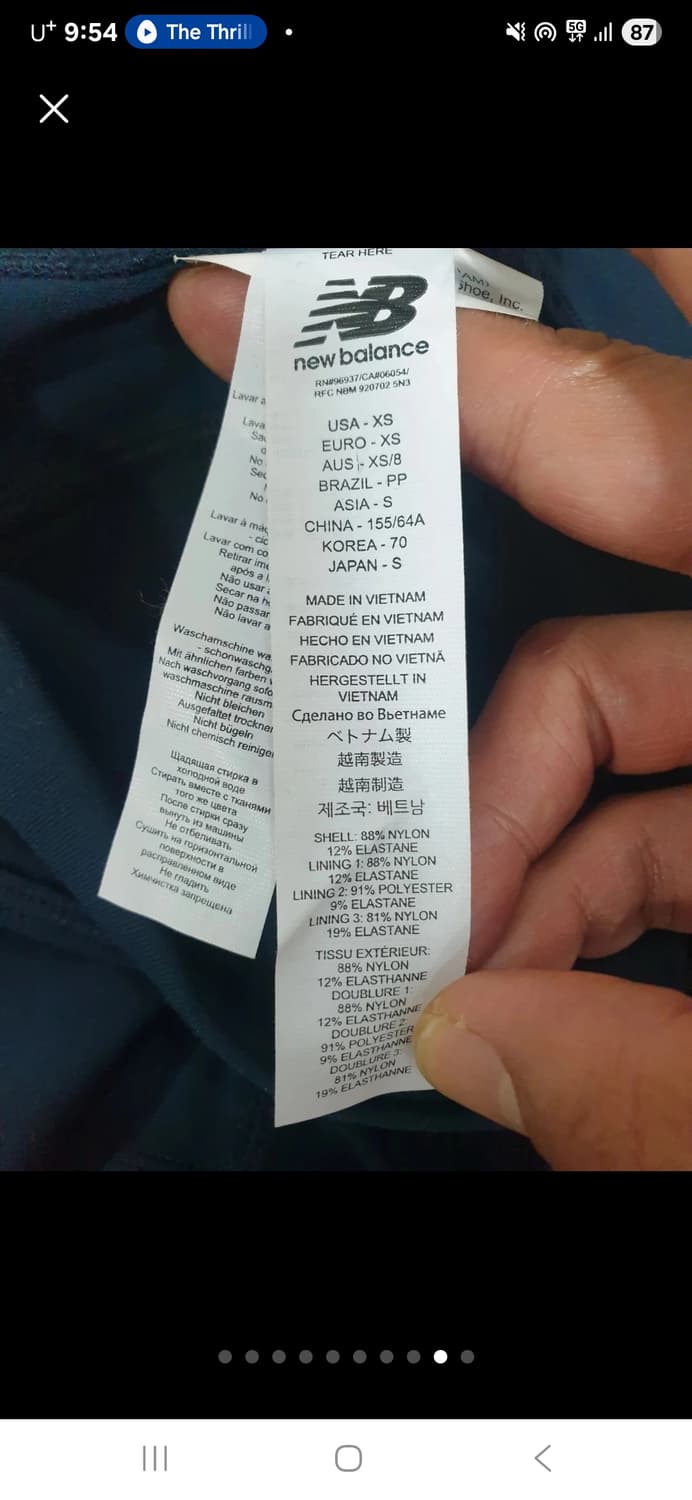 U+ 9:54 The Thril
5G
87
TEAR HERE
NB
new balance
RN#96937/CA#06054/
RFC NBM 920702 5N3
USA - XS
EURO - XS
AUS - XS/8
BRAZIL - PP
ASIA - S
CHINA - 155/64A
KOREA - 70
JAPAN - S
MADE IN VIETNAM
FABRIQUÉ EN VIETNAM
HECHO EN VIETNAM
FABRICADO NO VIETNÃ
HERGESTELLT IN
VIETNAM
Сделано во Вьетнаме
ベトナム製
越南製造
越南制造
제조국: 베트남
SHELL: 88% NYLON
12% ELASTANE
LINING 1: 88% NYLON
12% ELASTANE
LINING 2: 91% POLYESTER
9% ELASTANE
LINING 3: 81% NYLON
19% ELASTANE
TISSU EXTÉRIEUR:
88% NYLON
12% ELASTHANNE
DOUBLURE 1:
88% NYLON
12% ELASTHANNE
DOUBLURE 2:
91% POLYESTER
9% ELASTHANNE
DOUBLURE 3:
81% NYLON
19% ELASTHANNE
Lavar a
Lava
No
No
Lavar à
Lavar com
Retirar
após a
Não usar
Secar na
Não passar
Não lavar a
Waschamschine
- schonwaschg
Mit ähnlichen farben
Nach waschvorgang
waschmaschine
Nicht bleichen
Ausgefaltet
Nicht bügeln
Nicht chemisch
Щадящая стирка в
холодной воде
Стирать вместе с тканями
того же цвета
После стирки сразу
вынуть из машины
Не отбеливать
Сушить на горизонтальной
поверхности в
расправленном виде
Не гладить
Химчистка запрещена
Shoe, Inc.